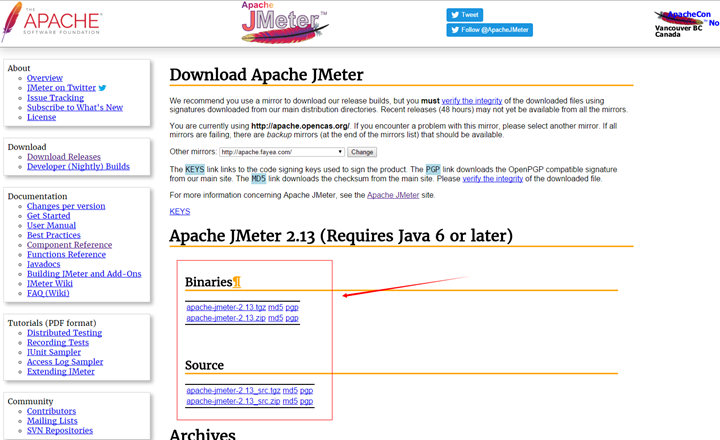 THE
APACHE
SOFTWARE FOUNDATION
Apache
JMeter™
Tweet
Follow @ApacheJMeter
ApacheCon
No
Vancouver BC
Canada
About
Overview
JMeter on Twitter
Issue Tracking
Subscribe to What's New
License
Download
Download Releases
Developer (Nightly) Builds
Documentation
Changes per version
Get Started
User Manual
Best Practices
Component Reference
Functions Reference
Javadocs
Building JMeter and Add-Ons
JMeter Wiki
FAQ (Wiki)
Tutorials (PDF format)
Distributed Testing
Recording Tests
JUnit Sampler
Access Log Sampler
Extending JMeter
Community
Contributors
Mailing Lists
SVN Repositories
Download Apache JMeter
We recommend you use a mirror to download our release builds, but you must verify the integrity of the downloaded files using
signatures downloaded from our main distribution directories. Recent releases (48 hours) may not yet be available from all the mirrors.
You are currently using http://apache.opencas.org/. If you encounter a problem with this mirror, please select another mirror. If all
mirrors are failing, there are backup mirrors (at the end of the mirrors list) that should be available.
Other mirrors: http://apache.fayea.com/ Change
The KEYS link links to the code signing keys used to sign the product. The PGP link downloads the OpenPGP compatible signature
from our main site. The MD5 link downloads the checksum from the main site. Please verify the integrity of the downloaded file.
For more information concerning Apache JMeter, see the Apache JMeter site.
KEYS
Apache JMeter 2.13 (Requires Java 6 or later)
Binaries¶
apache-jmeter-2.13.tgz md5 pgp
apache-jmeter-2.13.zip md5 pgp
Source
apache-jmeter-2.13_src.tgz md5 pgp
apache-jmeter-2.13_src.zip md5 pgp
Archives